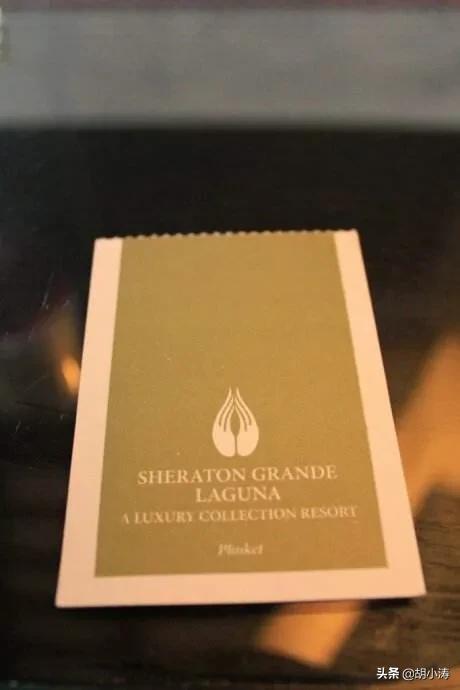 SHERATON GRANDE
LAGUNA
A LUXURY COLLECTION RESORT
Phuket
头条 @胡小涛